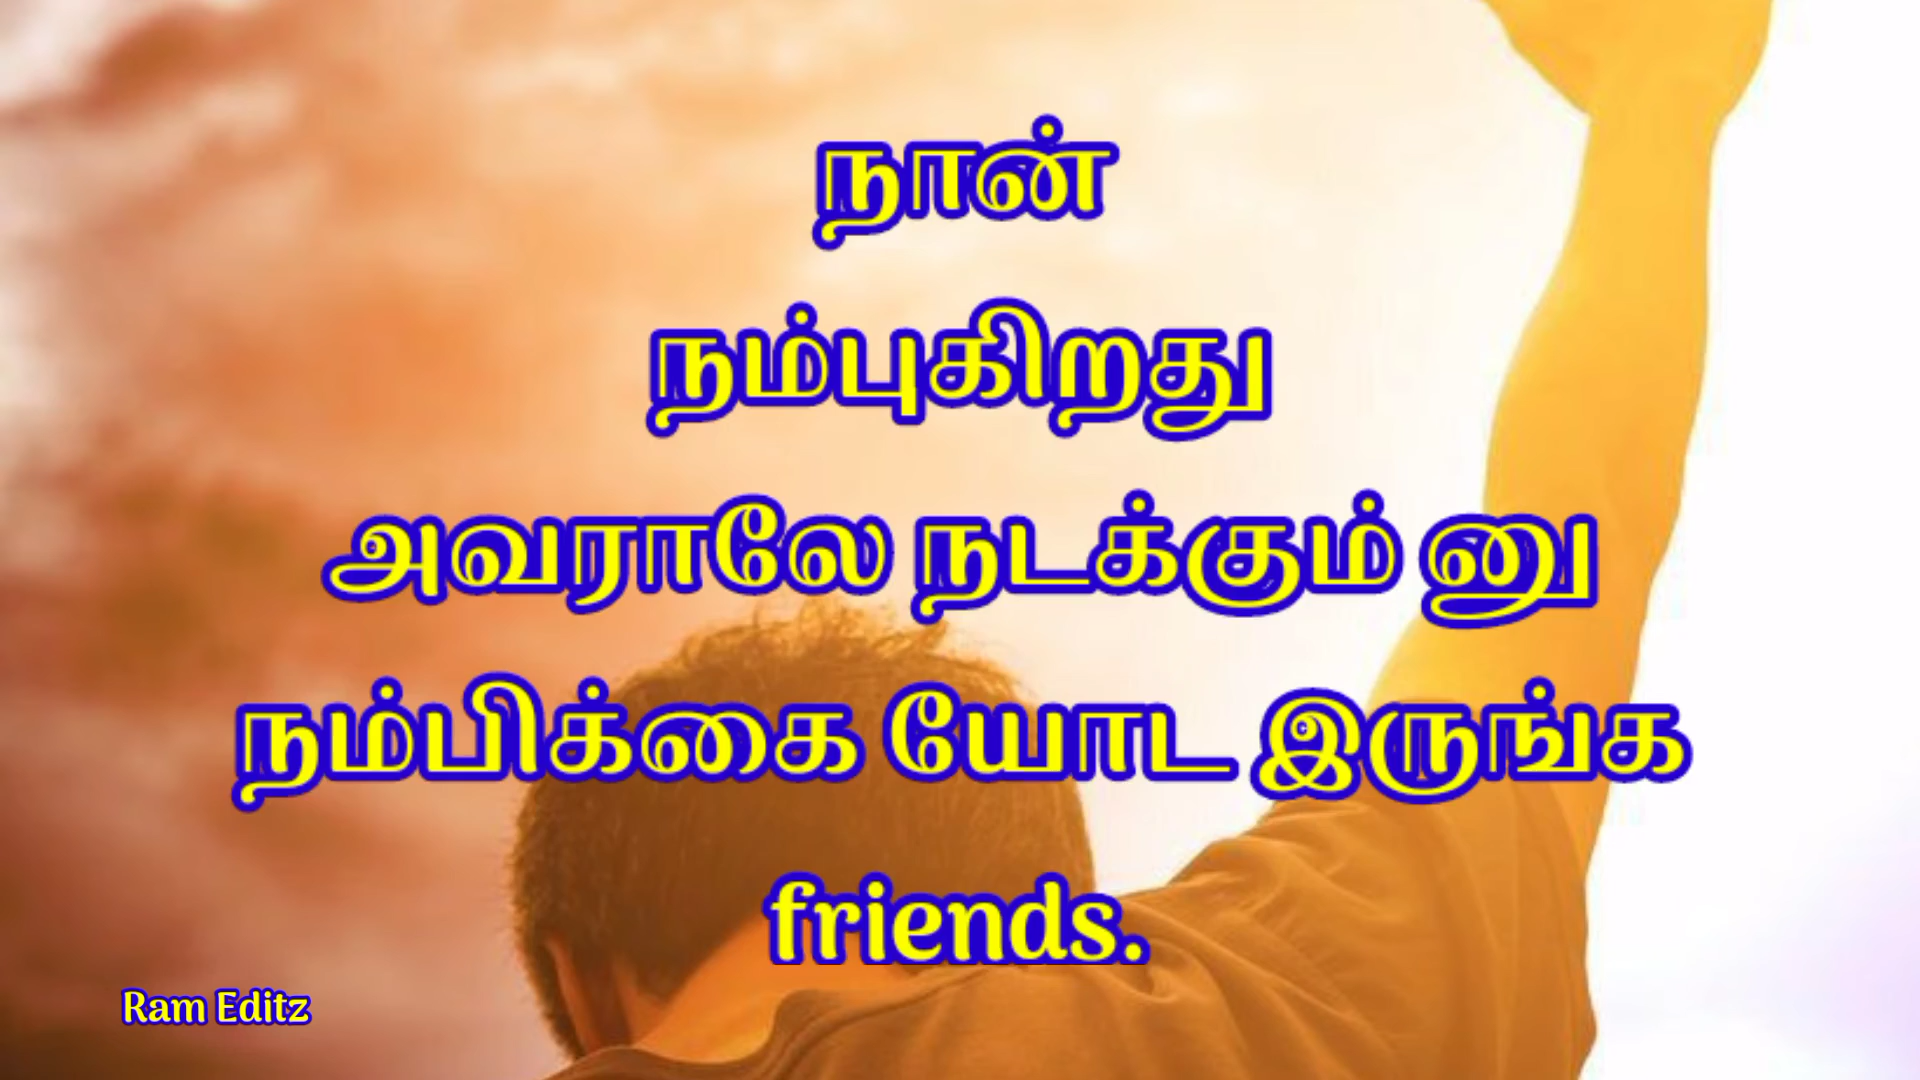 நான்
நம்புகிறது
அவராலே நடக்கும் னு
நம்பிக்கை யோட இருங்க
friends.
Ram Editz